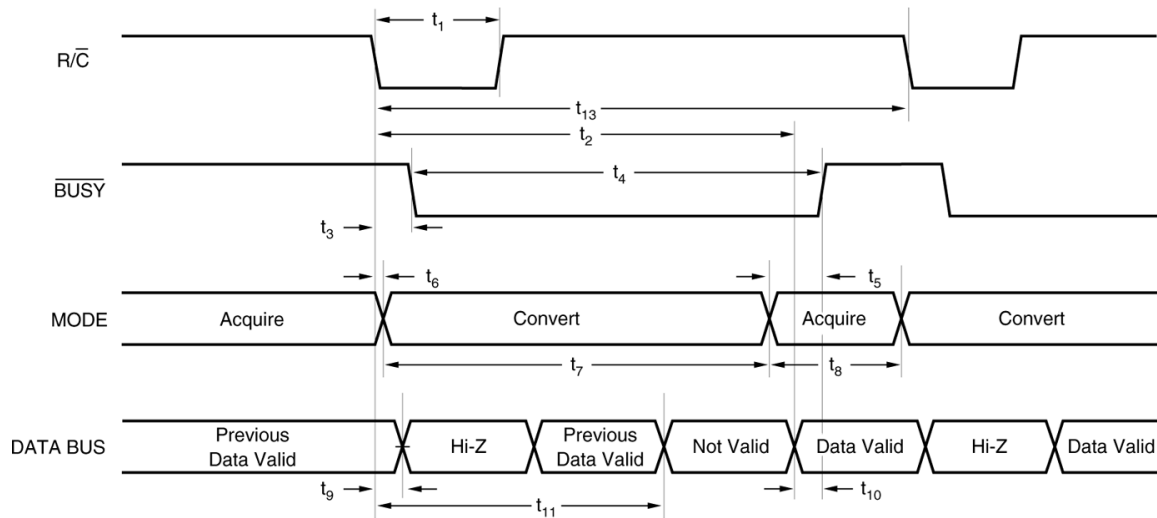 t₁
R/C̅
t₁₃
t₂
B̅U̅S̅Y̅
t₄
t₃
t₆
t₅
MODE
Acquire
Convert
Acquire
Convert
t₇
t₈
DATA BUS
Previous
Data Valid
Hi-Z
Previous
Data Valid
Not Valid
Data Valid
Hi-Z
Data Valid
t₉
t₁₁
t₁₀